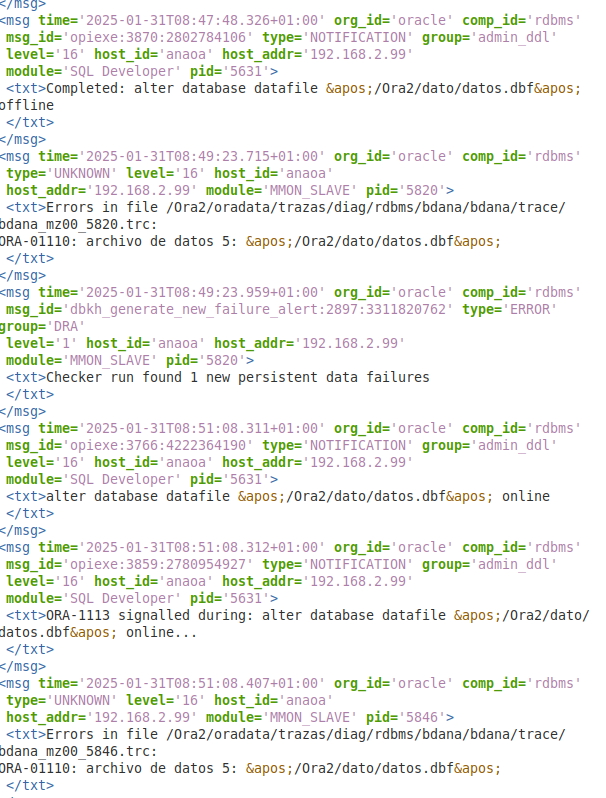 </msg>
<msg time='2025-01-31T08:47:48.326+01:00' org_id='oracle' comp_id='rdbms'
msg_id='opiexe:3870:2802784106' type='NOTIFICATION' group='admin_ddl'
level='16' host_id='anaoa' host_addr='192.168.2.99'
module='SQL Developer' pid='5631'>
<txt>Completed: alter database datafile &apos;/Ora2/dato/datos.dbf&apos;
offline
</txt>
</msg>
<msg time='2025-01-31T08:49:23.715+01:00' org_id='oracle' comp_id='rdbms'
type='UNKNOWN' level='16' host_id='anaoa'
host_addr='192.168.2.99' module='MMON_SLAVE' pid='5820'>
<txt>Errors in file /Ora2/oradata/trazas/diag/rdbms/bdana/bdana/trace/
bdana_mz00_5820.trc:
ORA-01110: archivo de datos 5: &apos;/Ora2/dato/datos.dbf&apos;
</txt>
</msg>
<msg time='2025-01-31T08:49:23.959+01:00' org_id='oracle' comp_id='rdbms'
msg_id='dbkh_generate_new_failure_alert:2897:3311820762' type='ERROR'
group='DRA'
level='1' host_id='anaoa' host_addr='192.168.2.99'
module='MMON_SLAVE' pid='5820'>
<txt>Checker run found 1 new persistent data failures
</txt>
</msg>
<msg time='2025-01-31T08:51:08.311+01:00' org_id='oracle' comp_id='rdbms'
msg_id='opiexe:3766:4222364190' type='NOTIFICATION' group='admin_ddl'
level='16' host_id='anaoa' host_addr='192.168.2.99'
module='SQL Developer' pid='5631'>
<txt>alter database datafile &apos;/Ora2/dato/datos.dbf&apos; online
</txt>
</msg>
<msg time='2025-01-31T08:51:08.312+01:00' org_id='oracle' comp_id='rdbms'
msg_id='opiexe:3859:2780954927' type='NOTIFICATION' group='admin_ddl'
level='16' host_id='anaoa' host_addr='192.168.2.99'
module='SQL Developer' pid='5631'>
<txt>ORA-1113 signalled during: alter database datafile &apos;/Ora2/dato/
datos.dbf&apos; online...
</txt>
</msg>
<msg time='2025-01-31T08:51:08.407+01:00' org_id='oracle' comp_id='rdbms'
type='UNKNOWN' level='16' host_id='anaoa'
host_addr='192.168.2.99' module='MMON_SLAVE' pid='5846'>
<txt>Errors in file /Ora2/oradata/trazas/diag/rdbms/bdana/bdana/trace/
bdana_mz00_5846.trc:
ORA-01110: archivo de datos 5: &apos;/Ora2/dato/datos.dbf&apos;
</txt>